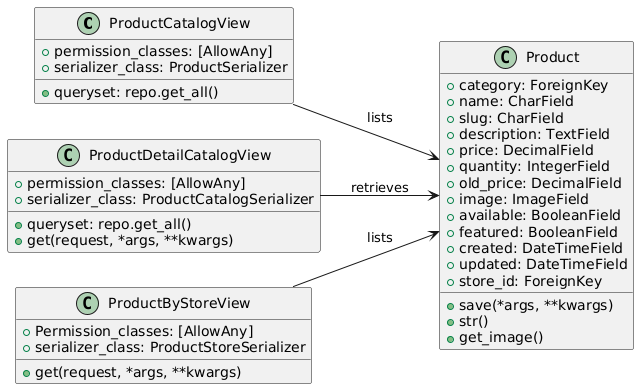 C ProductCatalogView
permission_classes: [AllowAny]
serializer_class: ProductSerializer
queryset: repo.get_all()
C ProductDetailCatalogView
permission_classes: [AllowAny]
serializer_class: ProductCatalogSerializer
queryset: repo.get_all()
get(request, *args, **kwargs)
C ProductByStoreView
Permission_classes: [AllowAny]
serializer_class: ProductStoreSerializer
get(request, *args, **kwargs)
lists
retrieves
lists
C Product
category: ForeignKey
name: CharField
slug: CharField
description: TextField
price: DecimalField
quantity: IntegerField
old_price: DecimalField
image: ImageField
available: BooleanField
featured: BooleanField
created: DateTimeField
updated: DateTimeField
store_id: ForeignKey
save(*args, **kwargs)
str()
get_image()